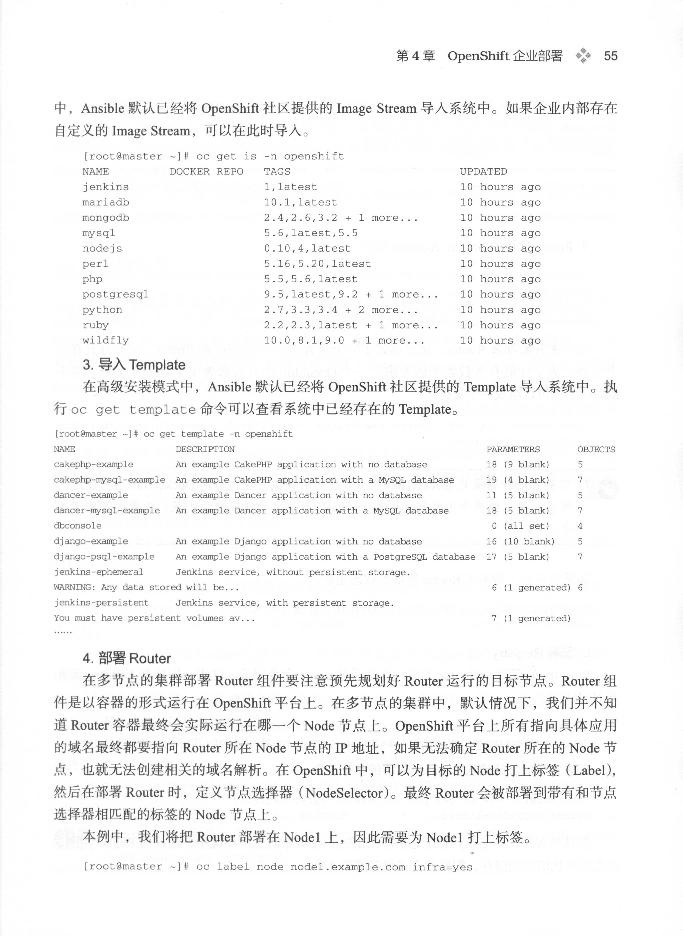 第4章 OpenShift企业部署 55
中，Ansible 默认已经将 OpenShift 社区提供的 Image Stream 导入系统中。如果企业内部存在
自定义的 Image Stream，可以在此时导入。
[root@master ~]# oc get is -n openshift
NAME DOCKER REPO TAGS UPDATED
jenkins 1,latest 10 hours ago
mariadb 10.1,latest 10 hours ago
mongodb 2.4,2.6,3.2 + 1 more... 10 hours ago
mysql 5.6,latest,5.5 10 hours ago
nodejs 0.10,4,latest 10 hours ago
perl 5.16,5.20,latest 10 hours ago
php 5.5,5.6,latest 10 hours ago
postgresql 9.5,latest,9.2 + 1 more... 10 hours ago
python 2.7,3.3,3.4 + 2 more... 10 hours ago
ruby 2.2,2.3,latest + 1 more... 10 hours ago
wildfly 10.0,8.1,9.0 + 1 more... 10 hours ago
3. 导入 Template
在高级安装模式中，Ansible 默认已经将 OpenShift 社区提供的 Template 导入系统中。执
行 oc get template 命令可以查看系统中已经存在的 Template。
[root@master ~]# oc get template -n openshift
NAME DESCRIPTION PARAMETERS OBJECTS
cakephp-example An example CakePHP application with no database 18 (9 blank) 5
cakephp-mysql-example An example CakePHP application with a MySQL database 19 (4 blank) 7
dancer-example An example Dancer application with no database 11 (5 blank) 5
dancer-mysql-example An example Dancer application with a MySQL database 18 (5 blank) 7
dbconsole 0 (all set) 4
django-example An example Django application with no database 16 (10 blank) 5
django-psql-example An example Django application with a PostgreSQL database 17 (5 blank) 7
jenkins-ephemeral Jenkins service, without persistent storage.
WARNING: Any data stored will be... 6 (1 generated) 6
jenkins-persistent Jenkins service, with persistent storage.
You must have persistent volumes av... 7 (1 generated)
......
4. 部署 Router
在多节点的集群部署 Router 组件要注意预先规划好 Router 运行的目标节点。Router 组
件是以容器的形式运行在 OpenShift 平台上。在多节点的集群中，默认情况下，我们并不知
道 Router 容器最终会实际运行在哪一个 Node 节点上。OpenShift 平台上所有指向具体应用
的域名最终都要指向 Router 所在 Node 节点的 IP 地址，如果无法确定 Router 所在的 Node 节
点，也就无法创建相关的域名解析。在 OpenShift 中，可以为目标的 Node 打上标签（Label），
然后在部署 Router 时，定义节点选择器（NodeSelector）。最终 Router 会被部署到带有和节点
选择器相匹配的标签的 Node 节点上。
本例中，我们将把 Router 部署在 Node1 上，因此需要为 Node1 打上标签。
[root@master ~]# oc label node node1.example.com infra=yes